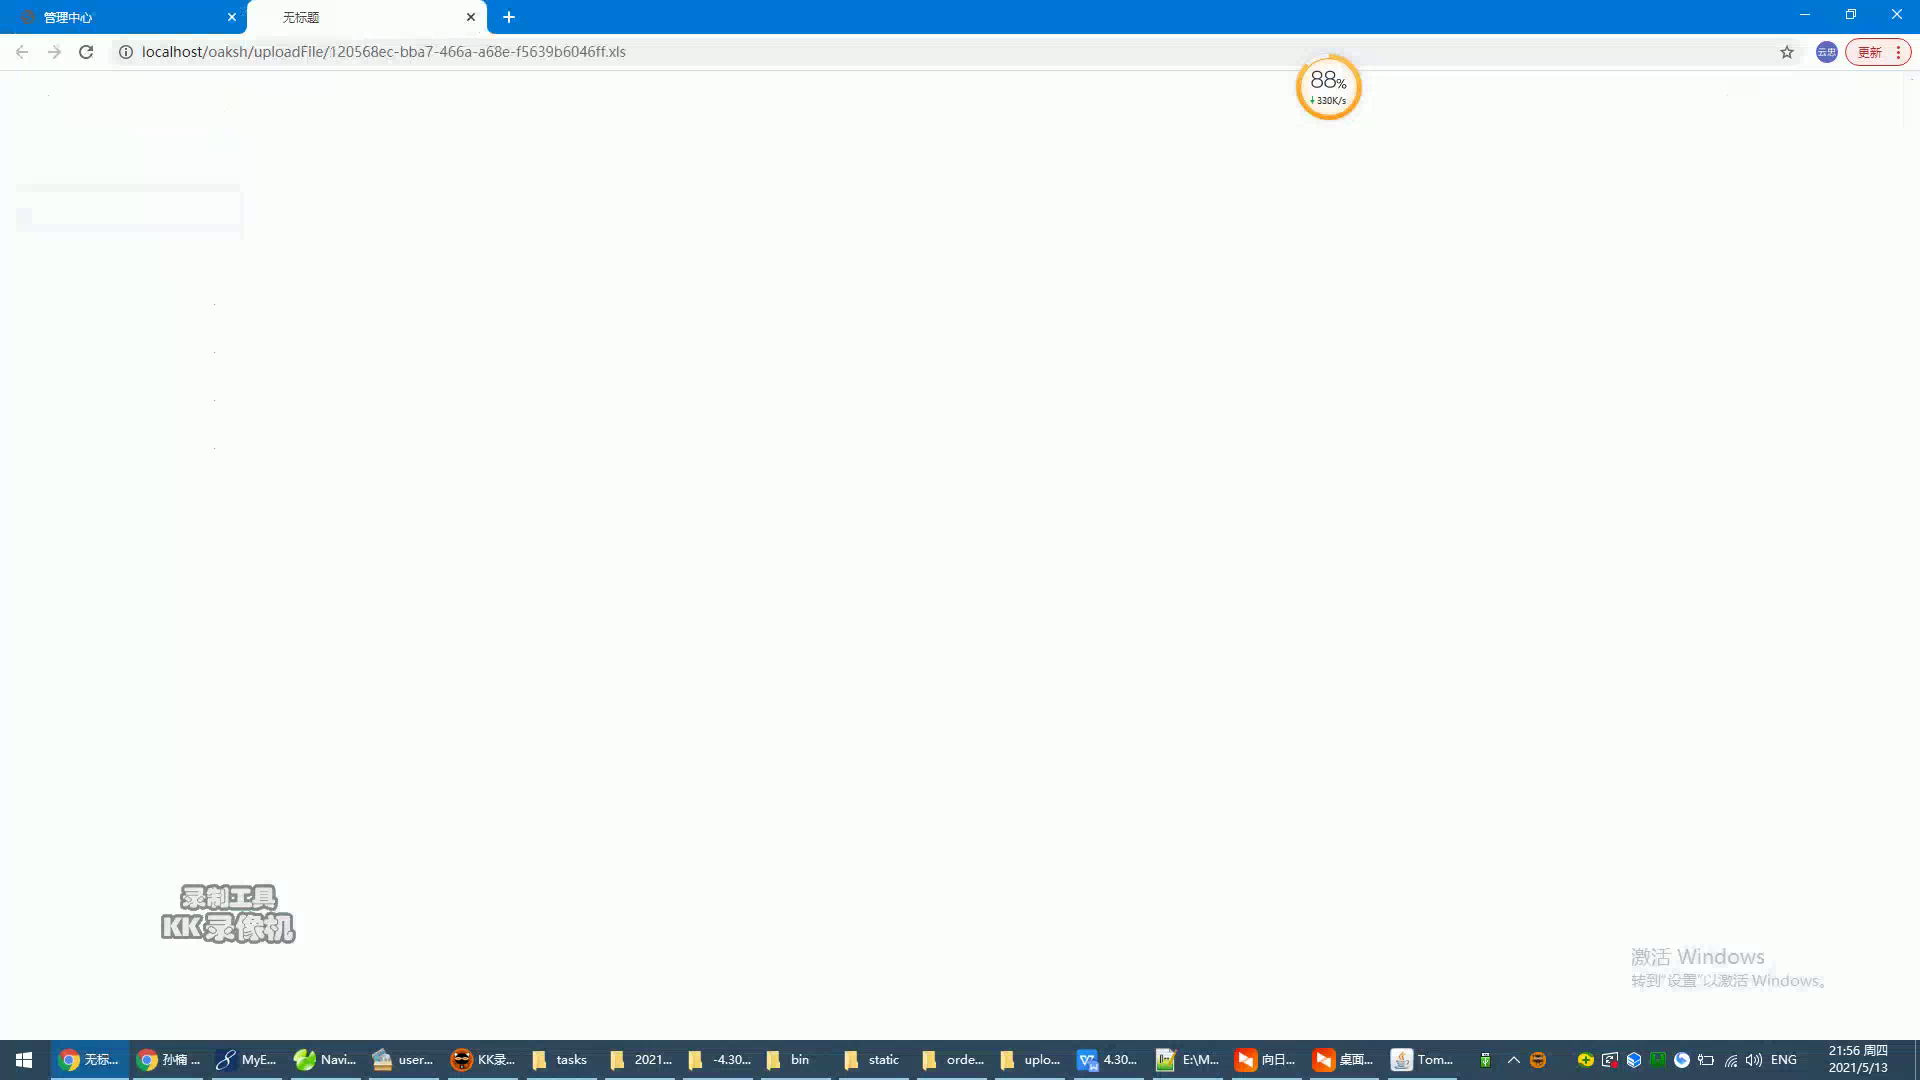 管理中心
无标题
localhost/oaksh/uploadFile/120568ec-bba7-466a-a68e-f5639b6046ff.xls
云忠
更新
88%
330K/s
录制工具
KK录像机
激活 Windows
转到"设置"以激活 Windows。
无标...
孙楠 ...
MyE...
Navi...
user...
KK录...
tasks
2021...
-4.30...
bin
static
orde...
uplo...
4.30...
E:\M...
向日...
桌面...
Tom...
ENG
21:56 周四
2021/5/13